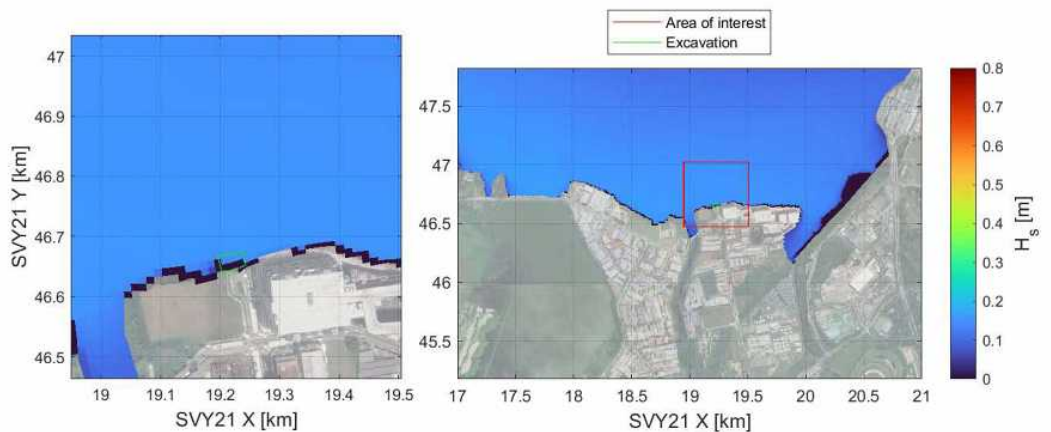 Area of interest
Excavation
47
46.9
46.8
46.7
46.6
46.5
SVY21 Y [km]
19 19.1 19.2 19.3 19.4 19.5
SVY21 X [km]
47.5
47
46.5
46
45.5
17 17.5 18 18.5 19 19.5 20 20.5 21
SVY21 X [km]
0.8
0.7
0.6
0.5
0.4
0.3
0.2
0.1
0
Hs [m]